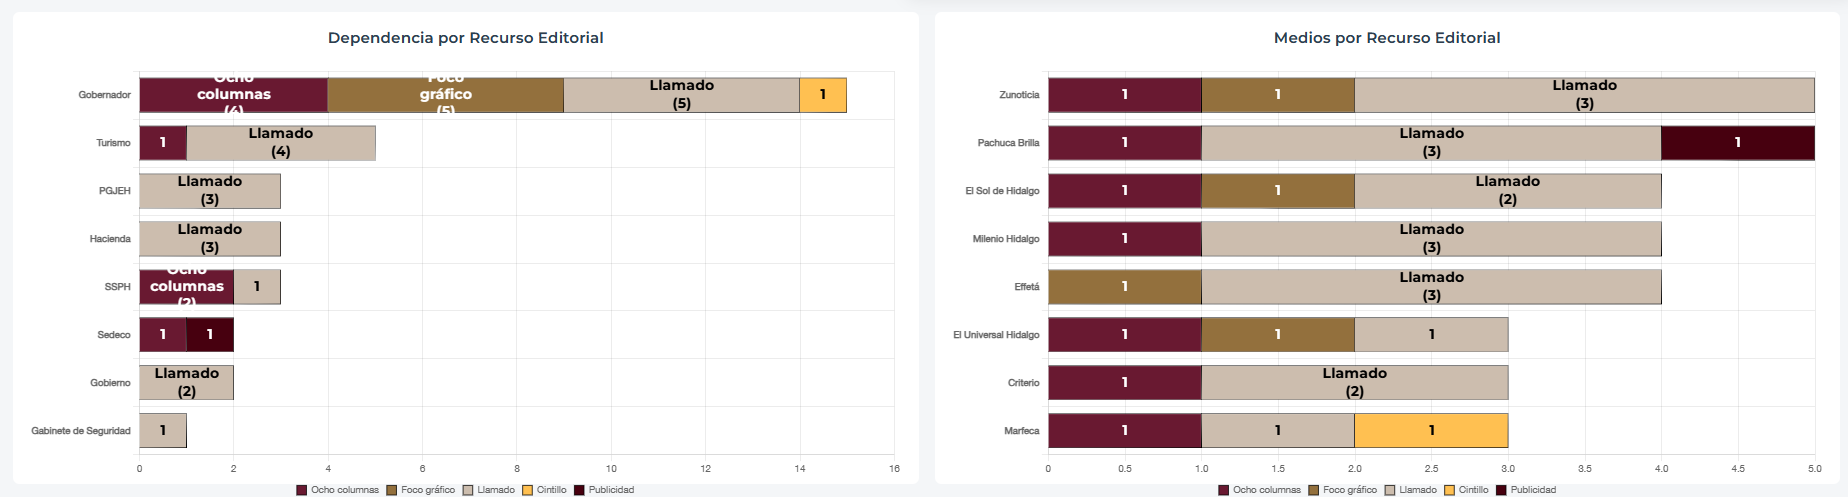 Dependencia por Recurso Editorial
Gobernador
Ocho
columnas
(4)
Foco
gráfico
(5)
Llamado
(5)
1
Turismo
1
Llamado
(4)
PGJEH
Llamado
(3)
Hacienda
Llamado
(3)
SSPH
Ocho
columnas
(2)
1
Sedeco
1
1
Gobierno
Llamado
(2)
Gabinete de Seguridad
1
0 2 4 6 8 10 12 14 16
Ocho columnas Foco gráfico Llamado Cintillo Publicidad
Medios por Recurso Editorial
Zunoticia
1
1
Llamado
(3)
Pachuca Brilla
1
Llamado
(3)
1
El Sol de Hidalgo
1
1
Llamado
(2)
Milenio Hidalgo
1
Llamado
(3)
Effetá
1
Llamado
(3)
El Universal Hidalgo
1
1
1
Criterio
1
Llamado
(2)
Marfeca
1
1
1
0 0.5 1.0 1.5 2.0 2.5 3.0 3.5 4.0 4.5 5.0
Ocho columnas Foco gráfico Llamado Cintillo Publicidad